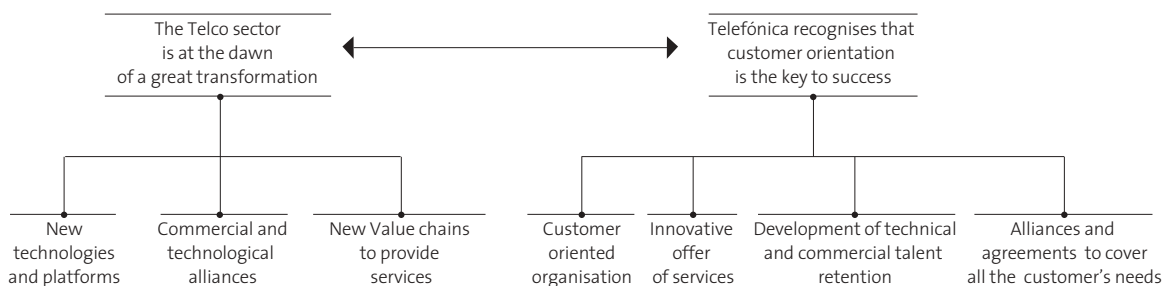 The Telco sector
is at the dawn
of a great transformation
Telefónica recognises that
customer orientation
is the key to success
New
technologies
and platforms
Commercial and
technological
alliances
New Value chains
to provide
services
Customer
oriented
organisation
Innovative
offer
of services
Development of technical
and commercial talent
retention
Alliances and
agreements to cover
all the customer's needs